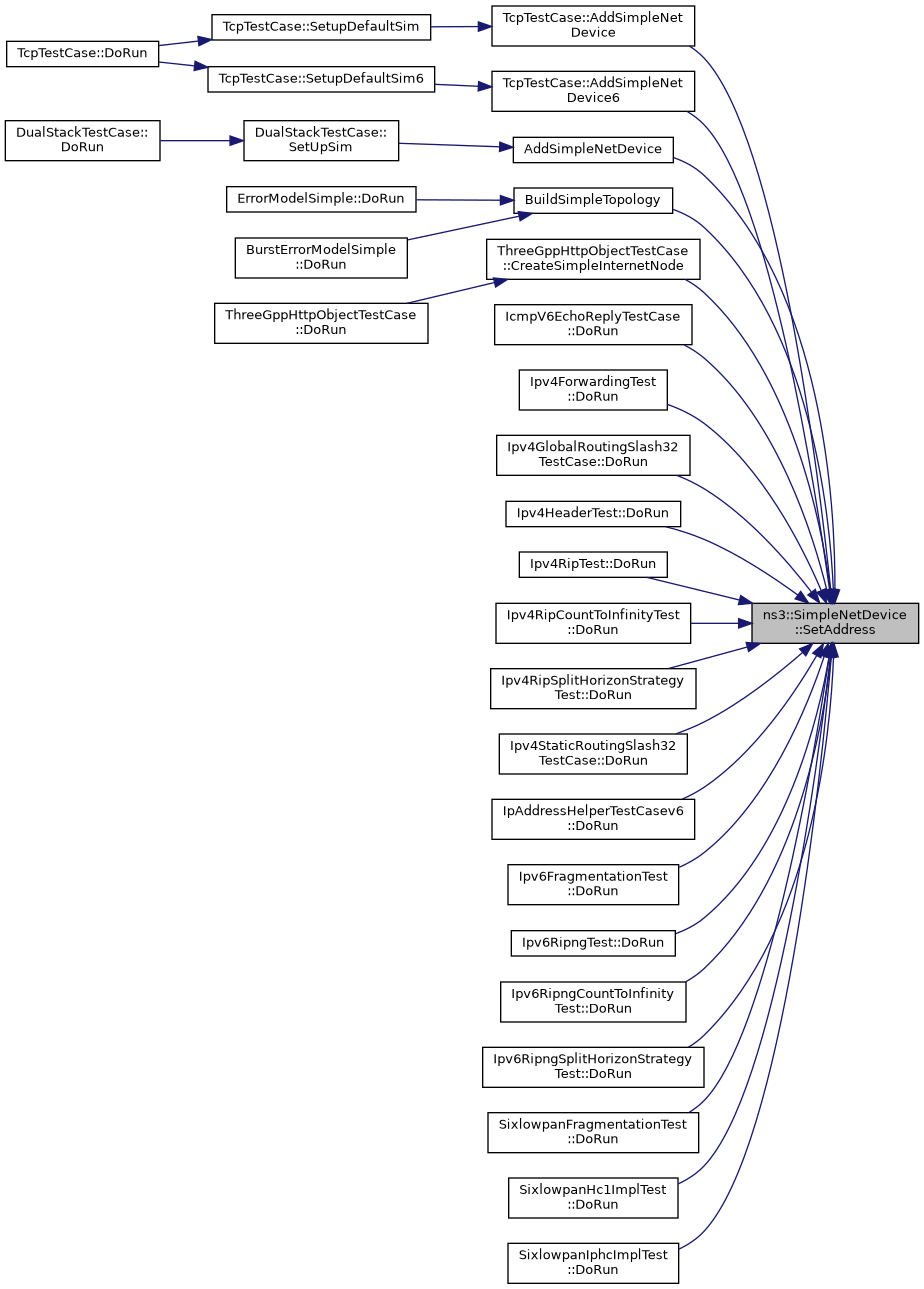 TcpTestCase::DoRun
TcpTestCase::SetupDefaultSim
TcpTestCase::AddSimpleNet
Device
TcpTestCase::SetupDefaultSim6
TcpTestCase::AddSimpleNet
Device6
DualStackTestCase::
DoRun
DualStackTestCase::
SetUpSim
AddSimpleNetDevice
ErrorModelSimple::DoRun
BuildSimpleTopology
BurstErrorModelSimple
::DoRun
ThreeGppHttpObjectTestCase
::CreateSimpleInternetNode
ThreeGppHttpObjectTestCase
::DoRun
IcmpV6EchoReplyTestCase
::DoRun
Ipv4ForwardingTest
::DoRun
Ipv4GlobalRoutingSlash32
TestCase::DoRun
Ipv4HeaderTest::DoRun
Ipv4RipTest::DoRun
Ipv4RipCountToInfinityTest
::DoRun
ns3::SimpleNetDevice
::SetAddress
Ipv4RipSplitHorizonStrategy
Test::DoRun
Ipv4StaticRoutingSlash32
TestCase::DoRun
IpAddressHelperTestCasev6
::DoRun
Ipv6FragmentationTest
::DoRun
Ipv6RipngTest::DoRun
Ipv6RipngCountToInfinity
Test::DoRun
Ipv6RipngSplitHorizonStrategy
Test::DoRun
SixlowpanFragmentationTest
::DoRun
SixlowpanHc1ImplTest
::DoRun
SixlowpanIphcImplTest
::DoRun